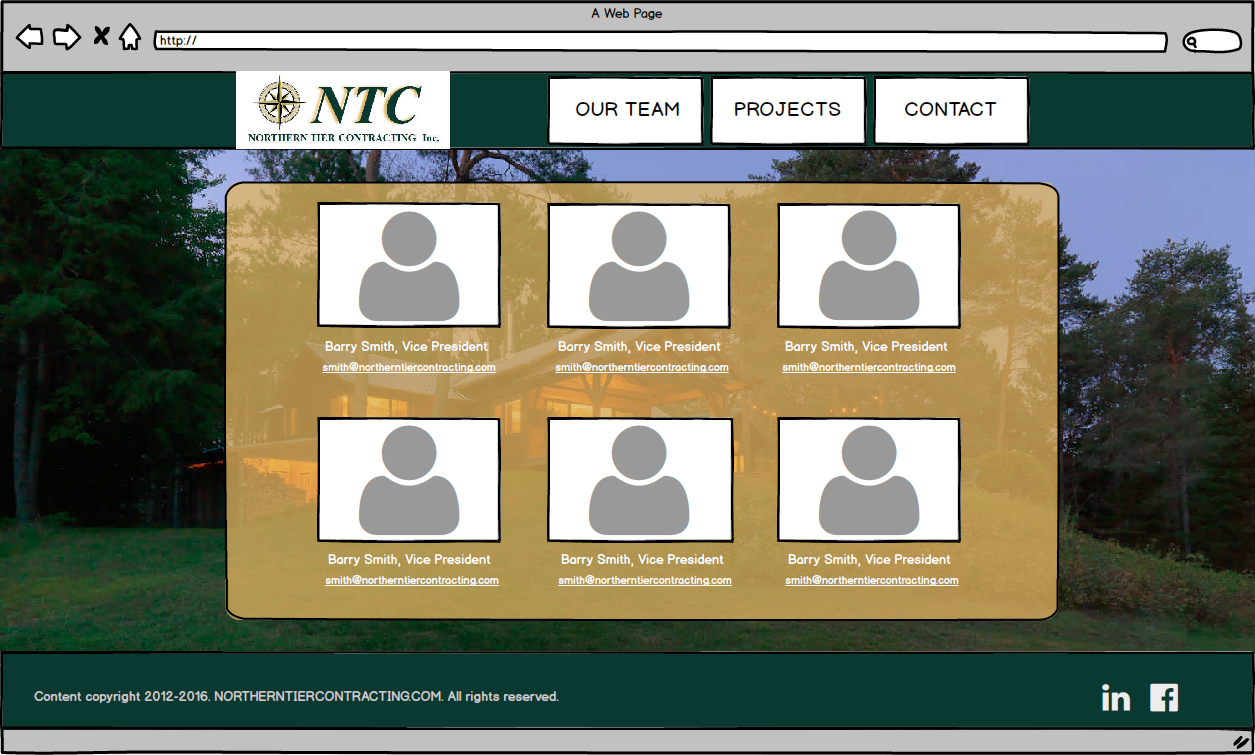 A Web Page
http://
NTC
NORTHERN TIER CONTRACTING Inc.
OUR TEAM
PROJECTS
CONTACT
Barry Smith, Vice President
smith@northerntiercontracting.com
Barry Smith, Vice President
smith@northerntiercontracting.com
Barry Smith, Vice President
smith@northerntiercontracting.com
Barry Smith, Vice President
smith@northerntiercontracting.com
Barry Smith, Vice President
smith@northerntiercontracting.com
Barry Smith, Vice President
smith@northerntiercontracting.com
Content copyright 2012-2016. NORTHERNTIERCONTRACTING.COM. All rights reserved.
in f